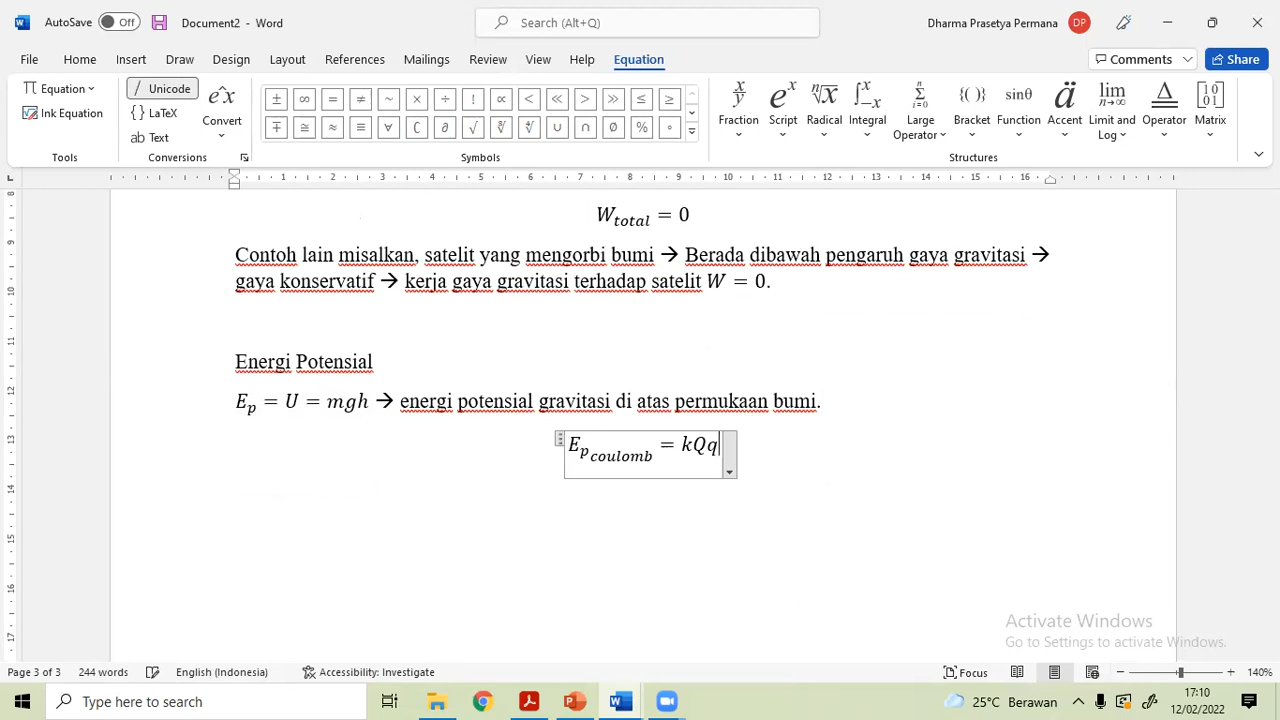 AutoSave Off Document2 - Word Search (Alt+Q) Dharma Prasetya Permana DP
File Home Insert Draw Design Layout References Mailings Review View Help Equation Comments Share
Equation Unicode
Ink Equation LaTeX
Text
Convert
Fraction Script Radical Integral Large Operator Bracket Function Accent Limit and Log Operator Matrix
Tools Conversions Symbols Structures
W_total = 0
Contoh lain misalkan, satelit yang mengorbi bumi → Berada dibawah pengaruh gaya gravitasi →
gaya konservatif → kerja gaya gravitasi terhadap satelit W = 0.
Energi Potensial
E_p = U = mgh → energi potensial gravitasi di atas permukaan bumi.
E_p_coulomb = kQq
Activate Windows
Go to Settings to activate Windows.
Page 3 of 3 244 words English (Indonesia) Accessibility: Investigate Focus 140%
Type here to search 25°C Berawan 17:10
12/02/2022